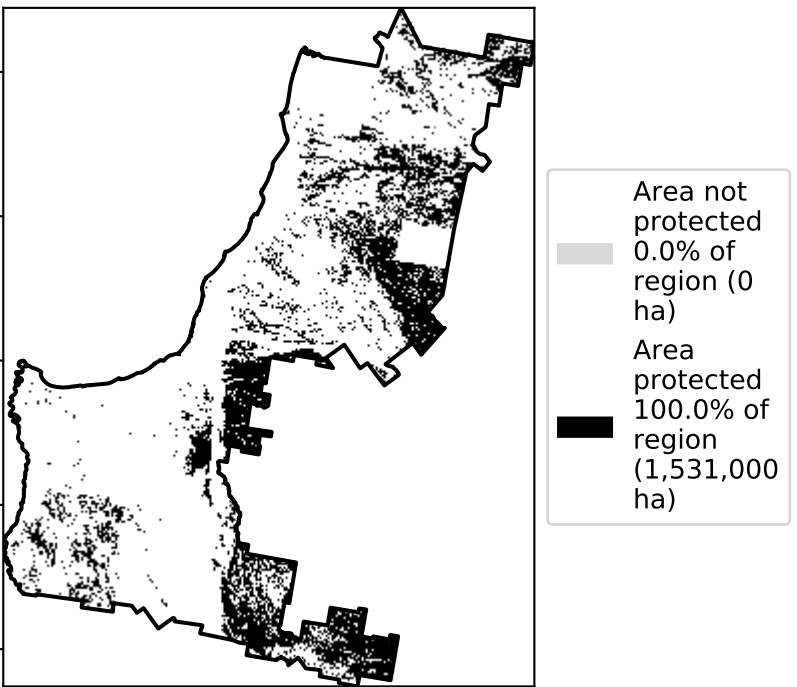 Area not
protected
0.0% of
region (0
ha)
Area
protected
100.0% of
region
(1,531,000
ha)